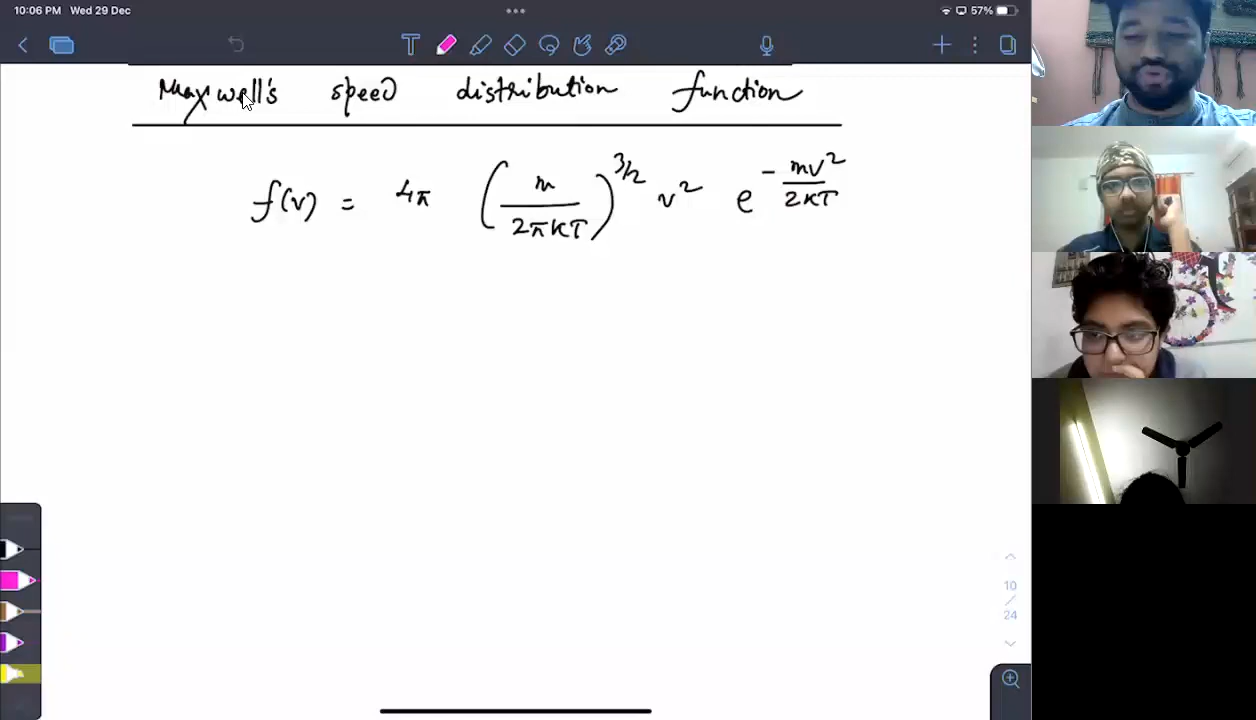 10:06 PM Wed 29 Dec
57%
Maxwell's speed distribution function
f(v) = 4π (m/2πKT)^3/2 v^2 e^-mv^2/2KT
10
/
24